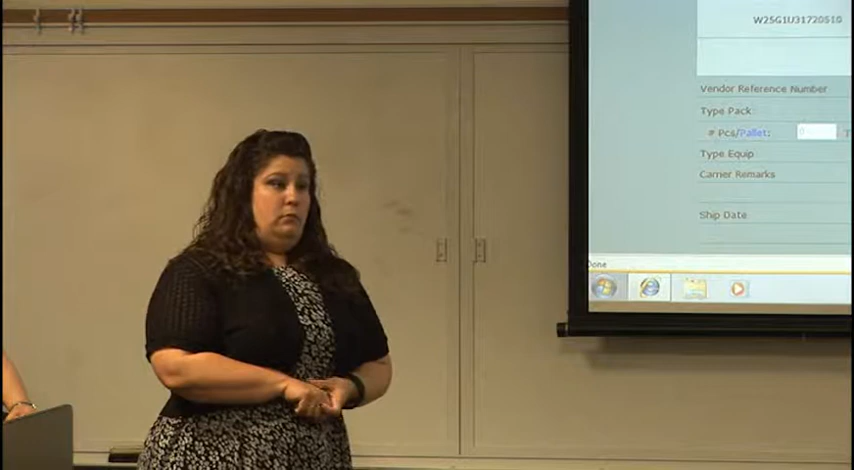 W25G1U31720510
Vendor Reference Number
Type Pack
# Pcs/Pallet:
Type Equip
Carrier Remarks
Ship Date
Done